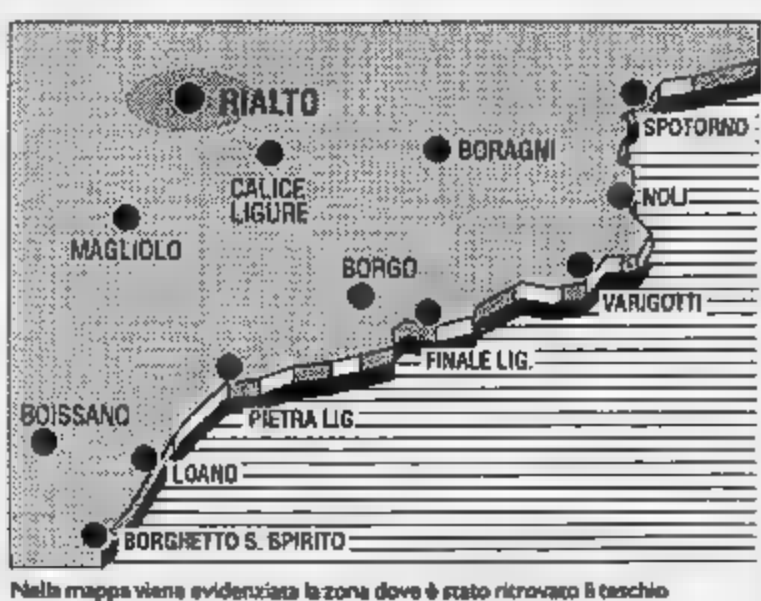 RIALTO
SPOTORNO
BORAGNI
CALICE
LIGURE
NOLI
MAGLIOLO
BORGO
VARIGOTTI
FINALE LIG.
BOISSANO
PIETRA LIG.
LOANO
BORGHETTO S. SPIRITO
Nella mappa viene evidenziata la zona dove è stato ritrovato il teschio